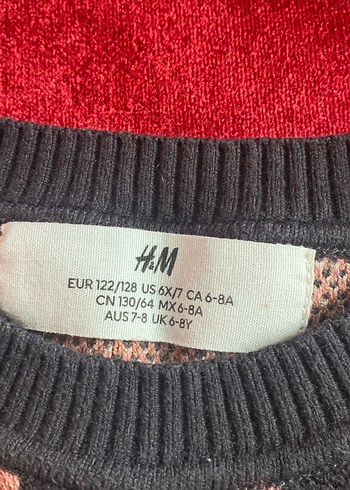 H&M
EUR 122/128 US 6X/7 CA 6-8A
CN 130/64 MX 6-8A
AUS 7-8 UK 6-8Y